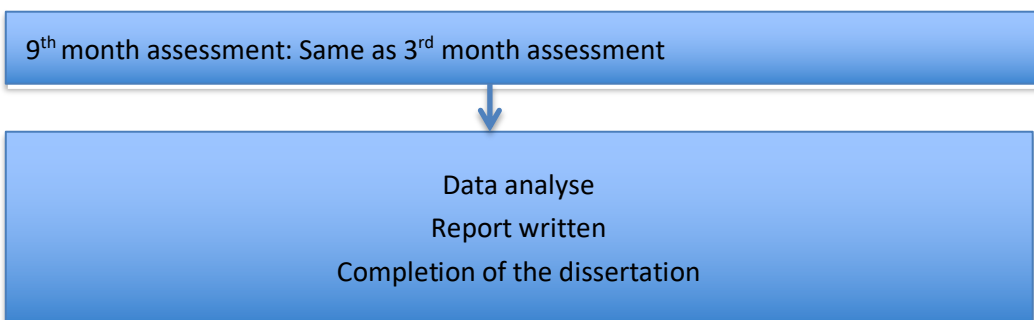 9th month assessment: Same as 3rd month assessment
Data analyse
Report written
Completion of the dissertation